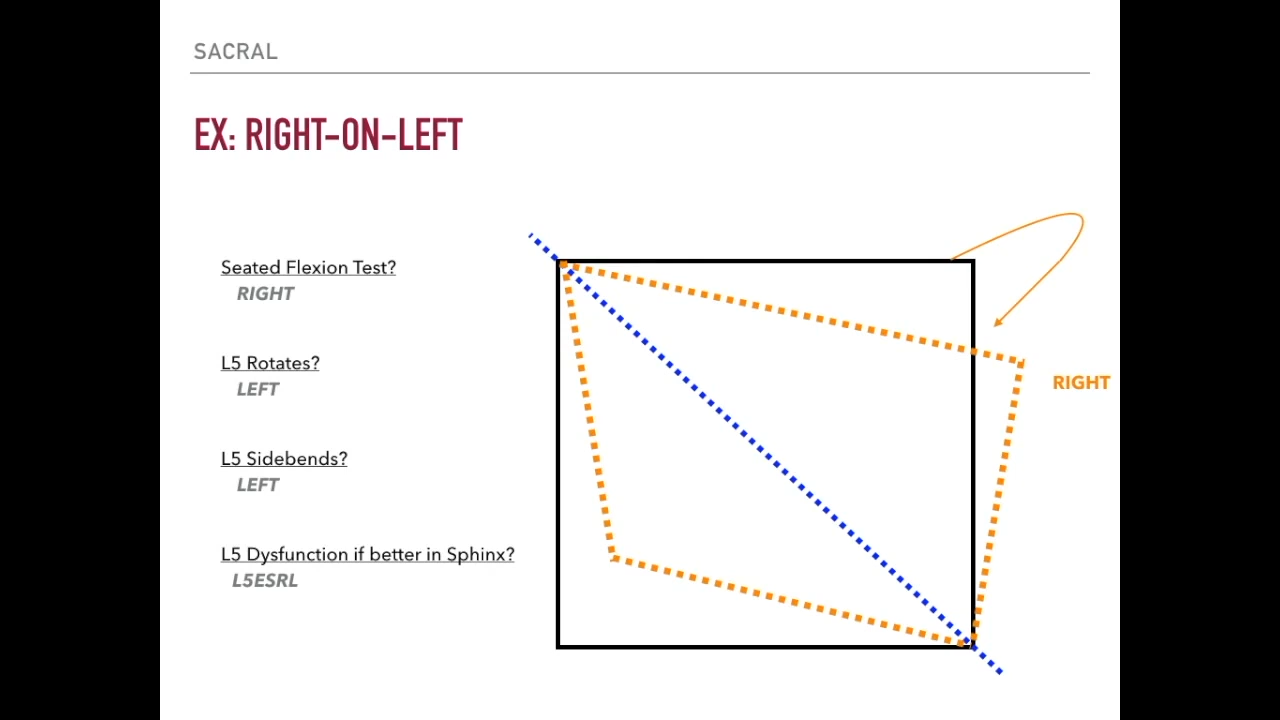 SACRAL
EX: RIGHT-ON-LEFT
Seated Flexion Test?
RIGHT
L5 Rotates?
LEFT
L5 Sidebends?
LEFT
L5 Dysfunction if better in Sphinx?
L5ESRL
RIGHT